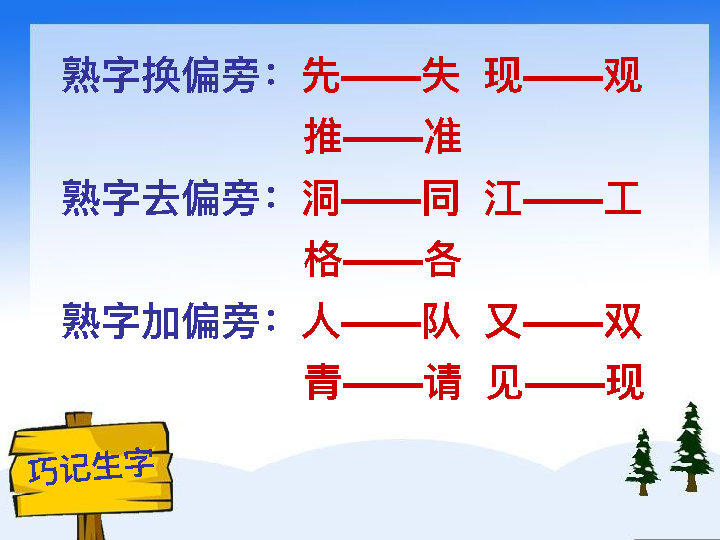 熟字换偏旁：先——失 现——观
推——准
熟字去偏旁：洞——同 江——工
格——各
熟字加偏旁：人——队 又——双
青——请 见——现
巧记生字